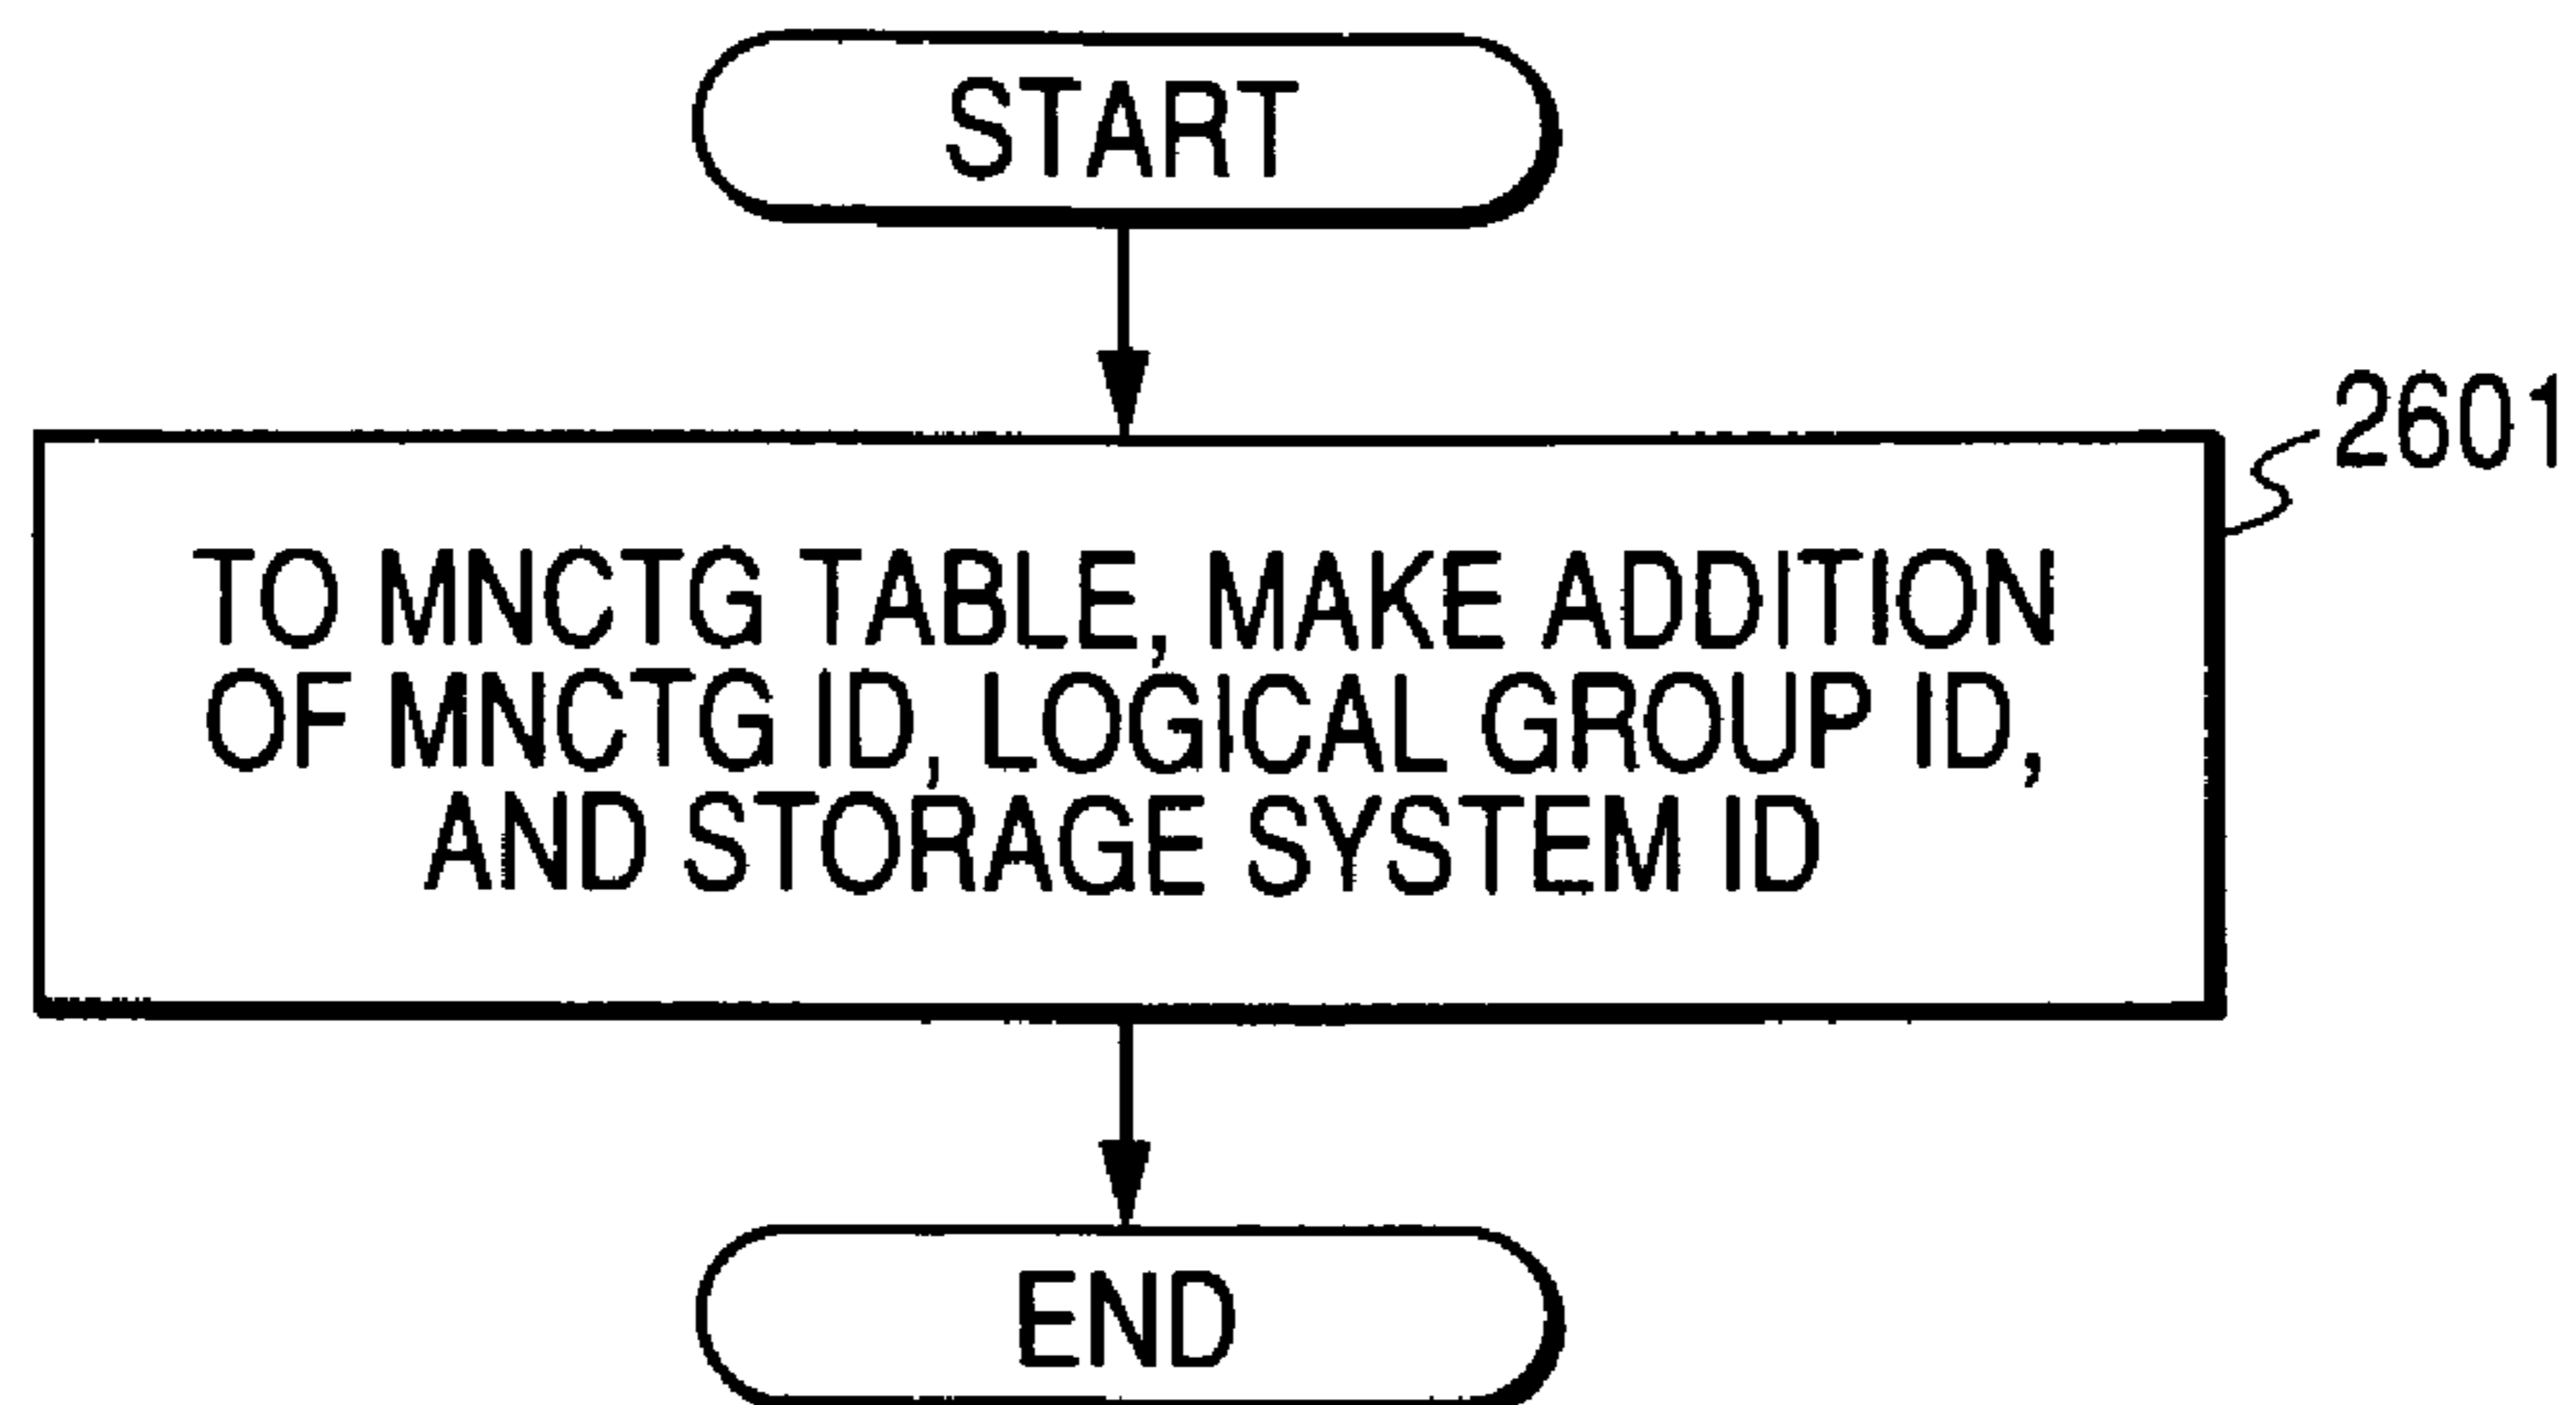 START
2601
TO MNCTG TABLE, MAKE ADDITION
OF MNCTG ID, LOGICAL GROUP ID,
AND STORAGE SYSTEM ID
END